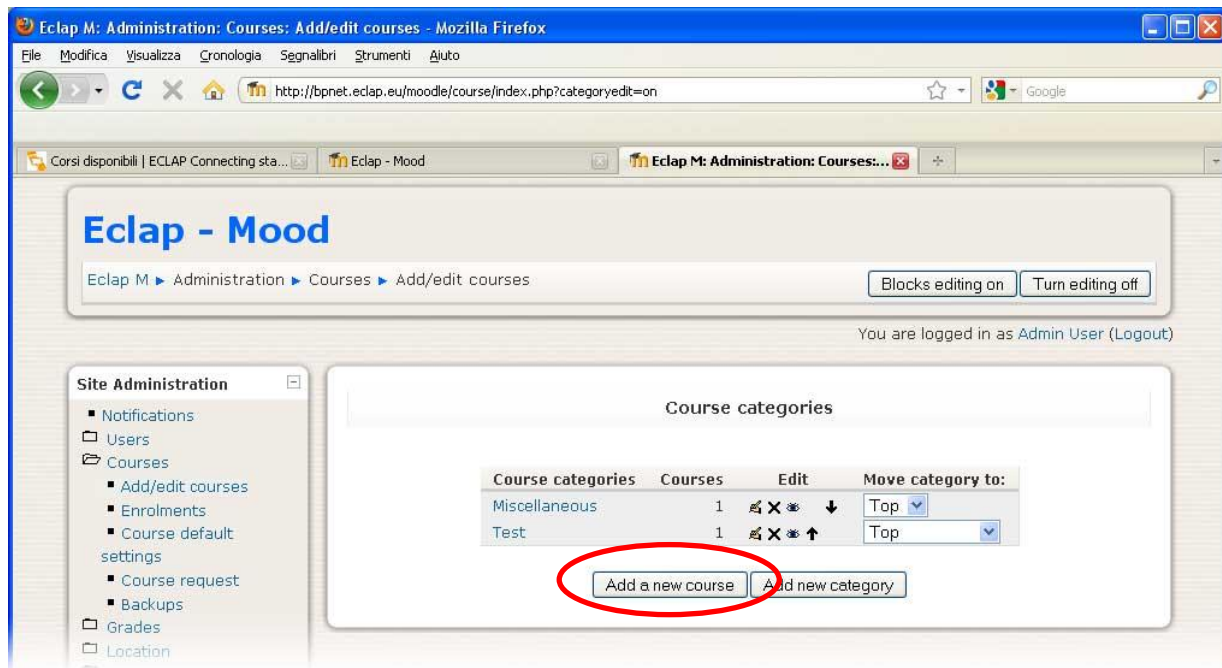 Eclap M: Administration: Courses: Add/edit courses - Mozilla Firefox
File Modifica Visualizza Cronologia Segnalibri Strumenti Aiuto
http://bpnet.eclap.eu/moodle/course/index.php?categoryedit=on Google
Corsi disponibili | ECLAP Connecting sta... Eclap - Mood Eclap M: Administration: Courses:...
Eclap - Mood
Eclap M ► Administration ► Courses ► Add/edit courses Blocks editing on Turn editing off
You are logged in as Admin User (Logout)
Site Administration
Notifications
Users
Courses
Add/edit courses
Enrolments
Course default
settings
Course request
Backups
Grades
Location
Course categories
Course categories Courses Edit Move category to:
Miscellaneous 1 Top
Test 1 Top
Add a new course Add new category